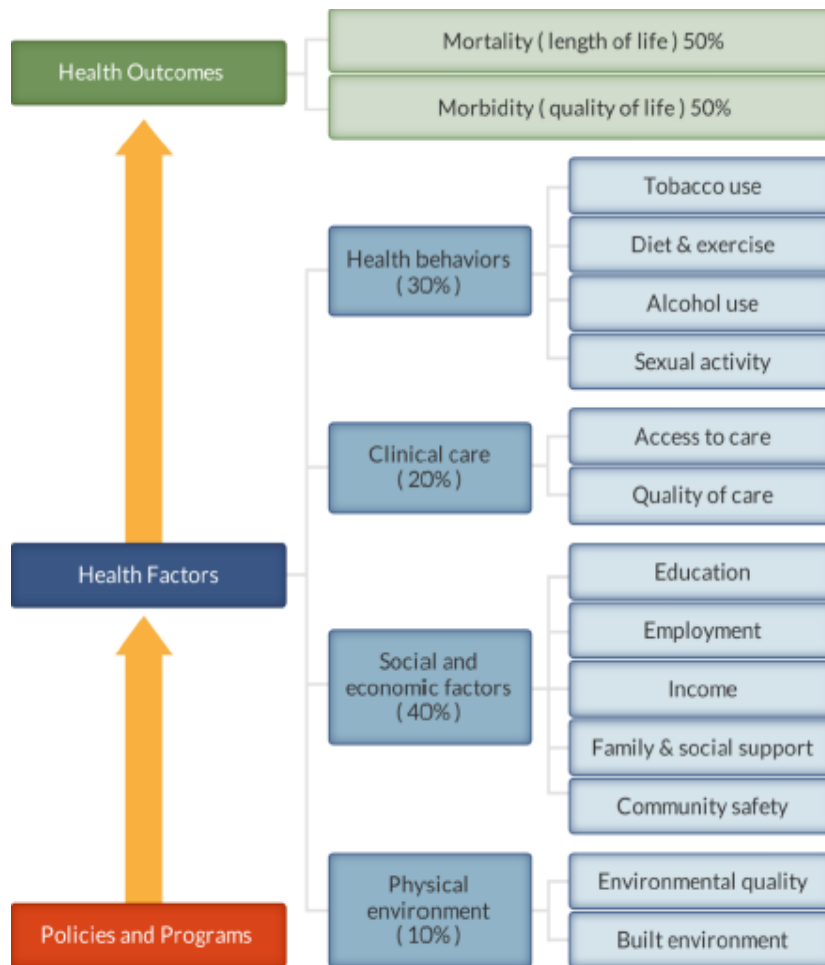 Health Outcomes
Mortality ( length of life ) 50%
Morbidity ( quality of life ) 50%
Health behaviors
( 30% )
Tobacco use
Diet & exercise
Alcohol use
Sexual activity
Clinical care
( 20% )
Access to care
Quality of care
Health Factors
Social and
economic factors
( 40% )
Education
Employment
Income
Family & social support
Community safety
Physical
environment
( 10% )
Environmental quality
Built environment
Policies and Programs